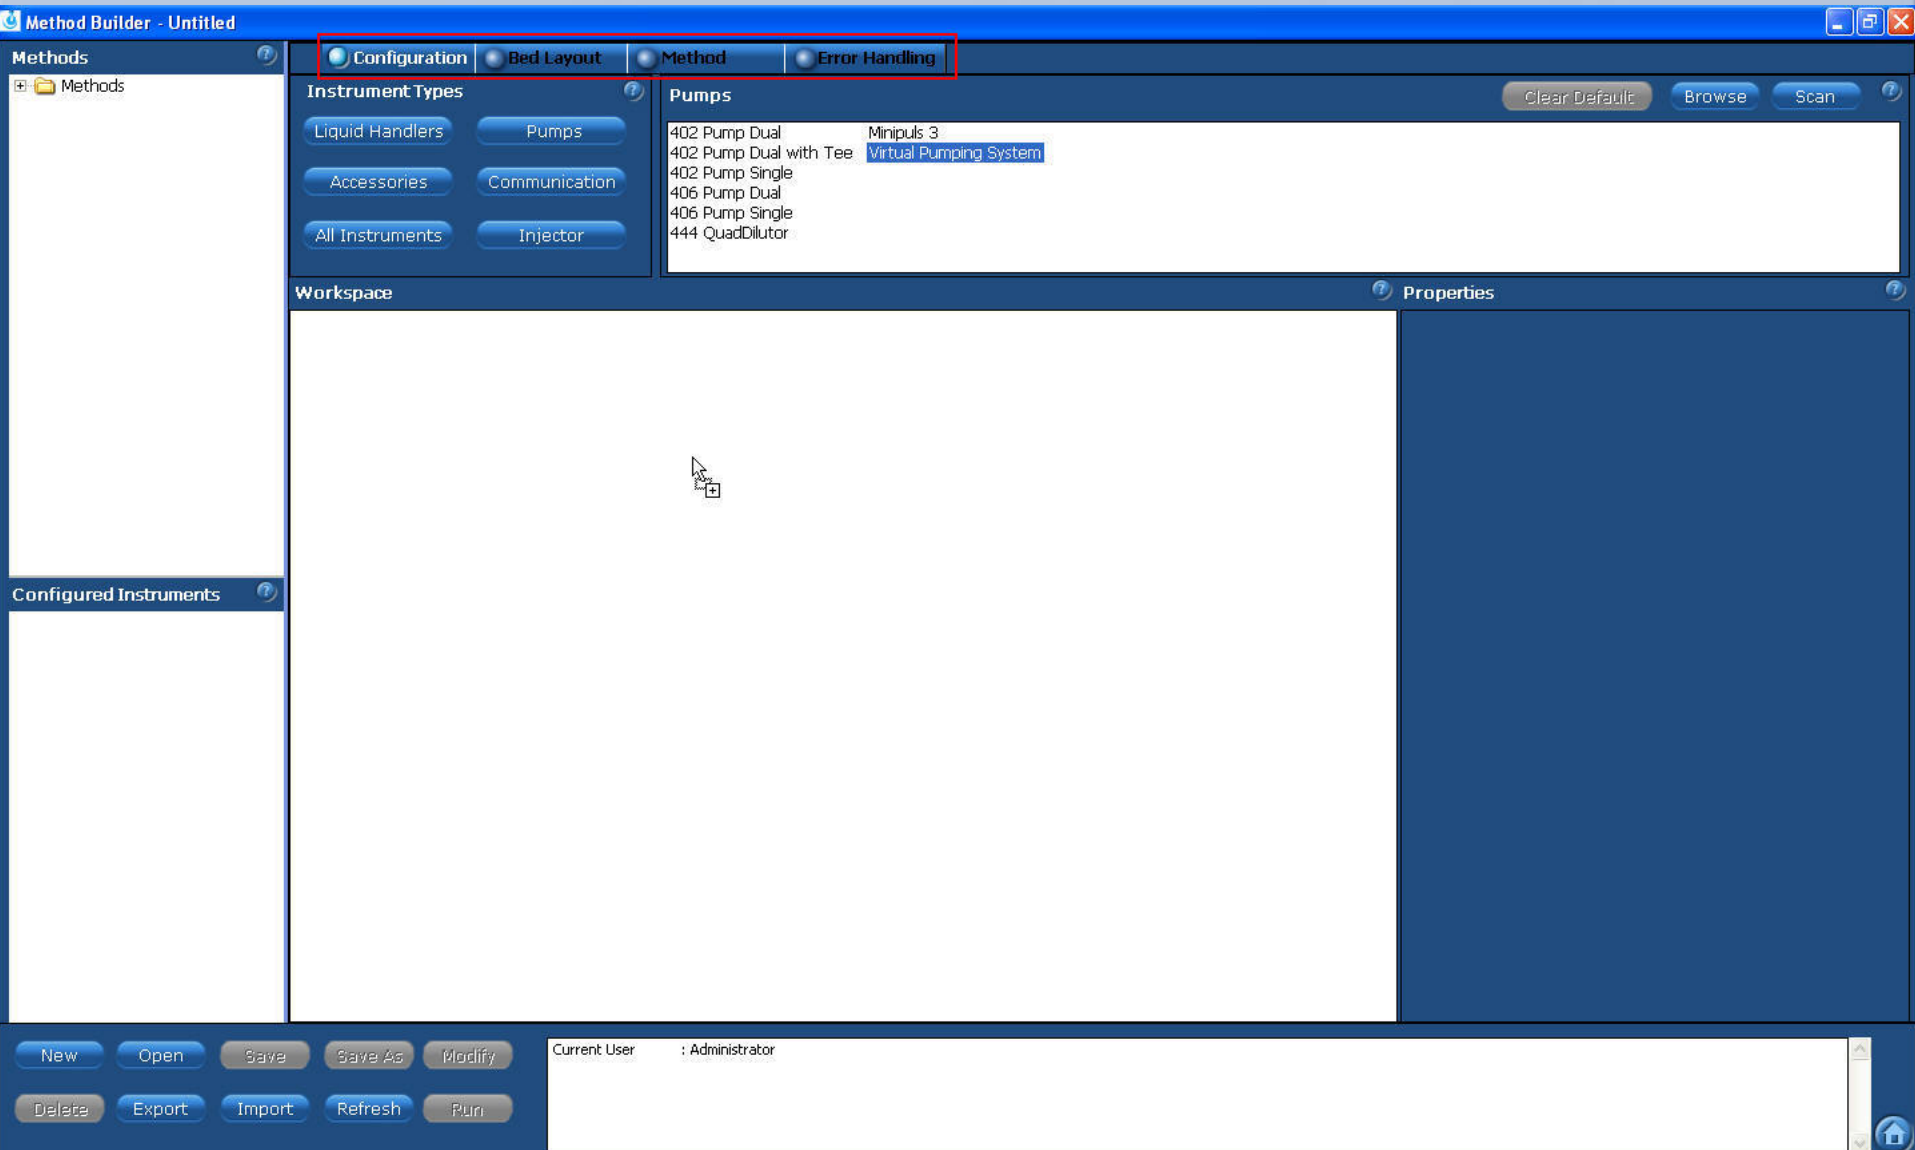 Method Builder - Untitled
Methods
Methods
Configuration
Bed Layout
Method
Error Handling
Instrument Types
Liquid Handlers
Pumps
Accessories
Communication
All Instruments
Injector
Pumps
Clear Default
Browse
Scan
402 Pump Dual
402 Pump Dual with Tee
402 Pump Single
406 Pump Dual
406 Pump Single
444 QuadDilutor
Minipuls 3
Virtual Pumping System
Workspace
Properties
Configured Instruments
New
Open
Save
Save As
Modify
Delete
Export
Import
Refresh
Run
Current User : Administrator